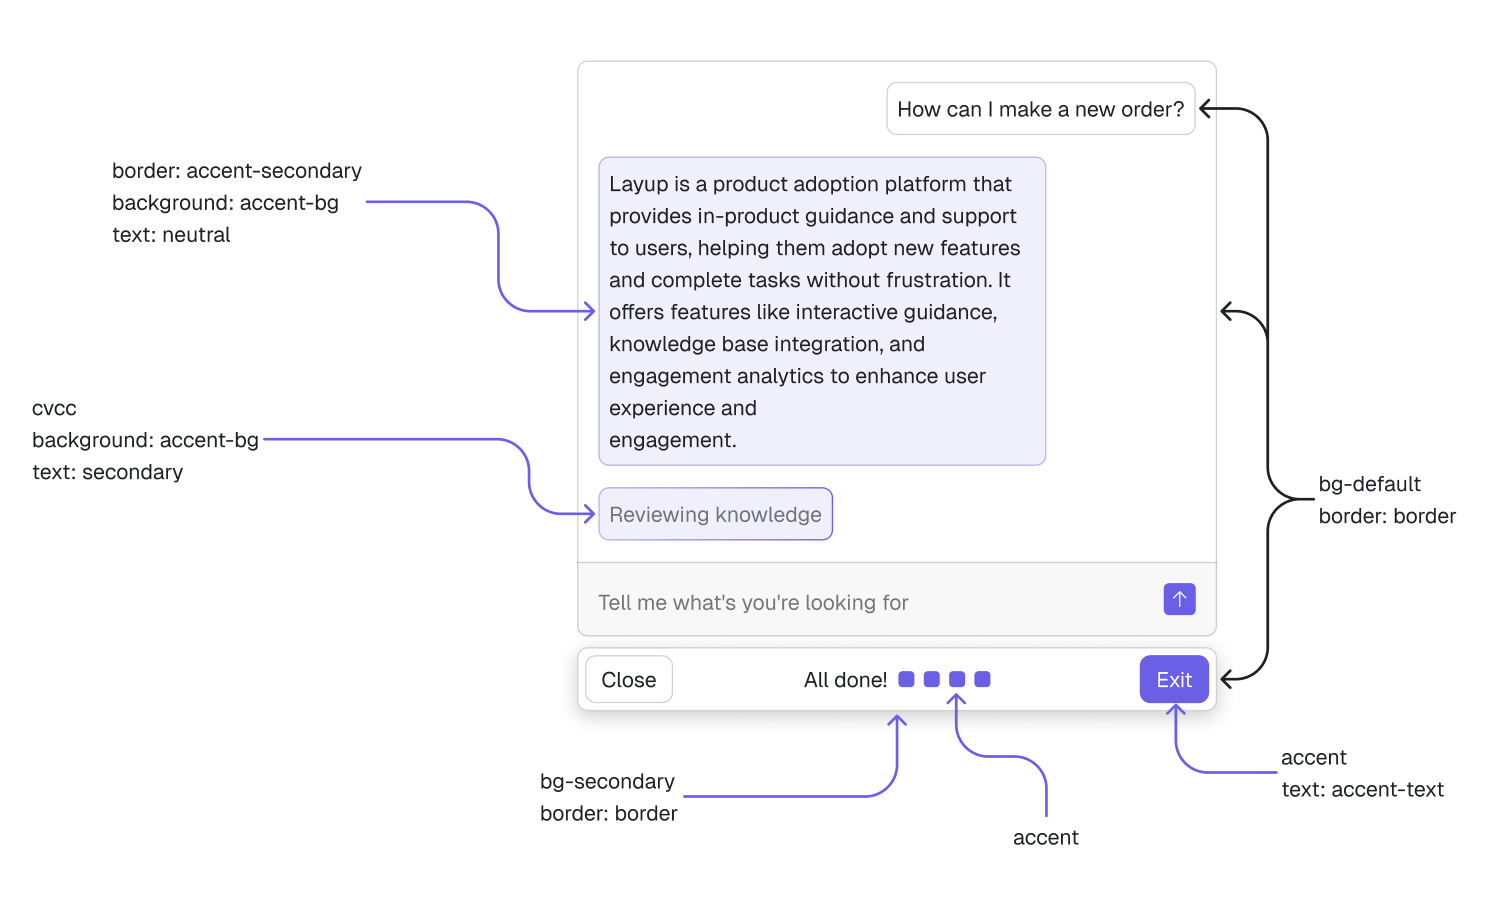 How can I make a new order?
border: accent-secondary
background: accent-bg
text: neutral
Layup is a product adoption platform that
provides in-product guidance and support
to users, helping them adopt new features
and complete tasks without frustration. It
offers features like interactive guidance,
knowledge base integration, and
engagement analytics to enhance user
experience and
engagement.
cvcc
background: accent-bg
text: secondary
Reviewing knowledge
bg-default
border: border
Tell me what's you're looking for
Close
All done!
Exit
bg-secondary
border: border
accent
accent
text: accent-text